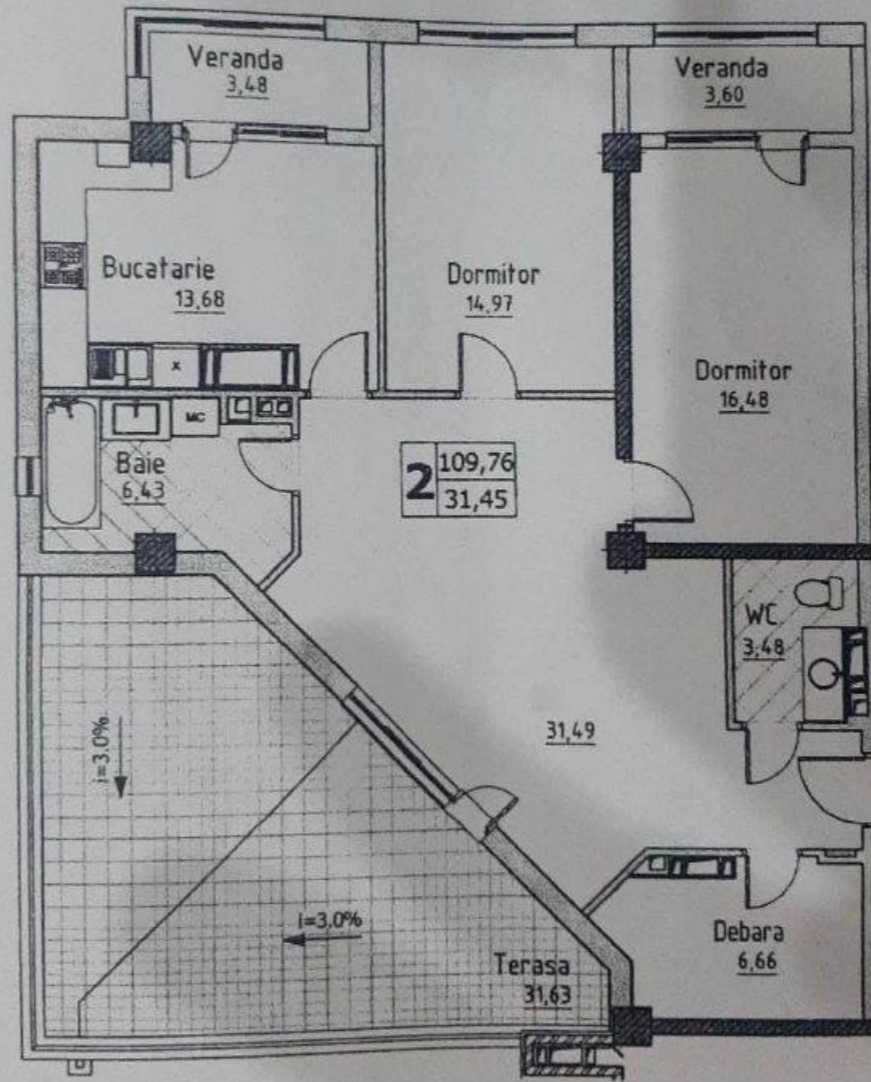 Veranda
3,48
Veranda
3,60
Bucatarie
13,68
Dormitor
14,97
Dormitor
16,48
X
MC
Baie
6,43
2
109,76
31,45
WC
3,48
31,49
i=3.0%
i=3.0%
Terasa
31,63
Debara
6,66